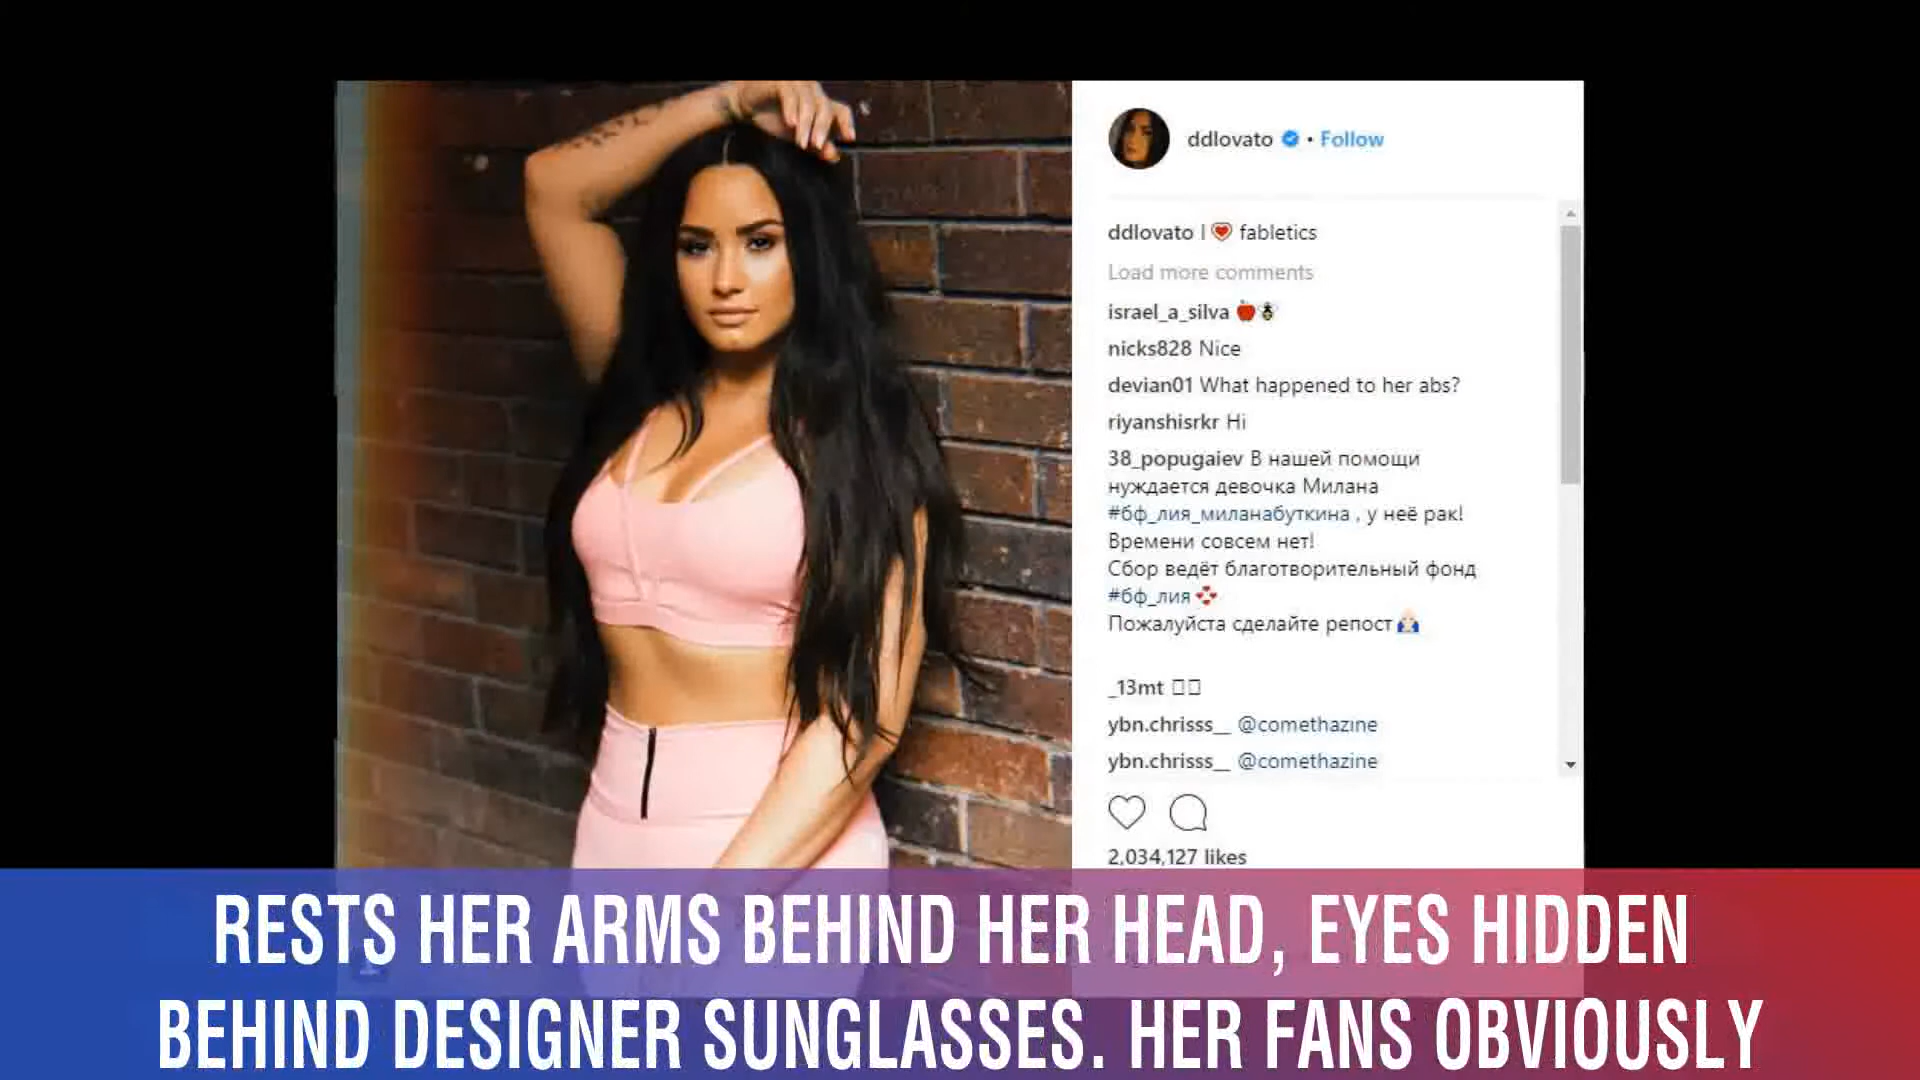 ddlovato • Follow
ddlovato I 💗 fabletics
Load more comments
israel_a_silva 🍎🐝
nicks828 Nice
devian01 What happened to her abs?
riyanshisrkr Hi
38_popugaiev В нашей помощи
нуждается девочка Милана
#бф_лия_миланабуткина , у неё рак!
Времени совсем нет!
Сбор ведёт благотворительный фонд
#бф_лия
Пожалуйста сделайте репост
_13mt
ybn.chrisss__ @comethazine
ybn.chrisss__ @comethazine
2,034,127 likes
RESTS HER ARMS BEHIND HER HEAD, EYES HIDDEN
BEHIND DESIGNER SUNGLASSES. HER FANS OBVIOUSLY